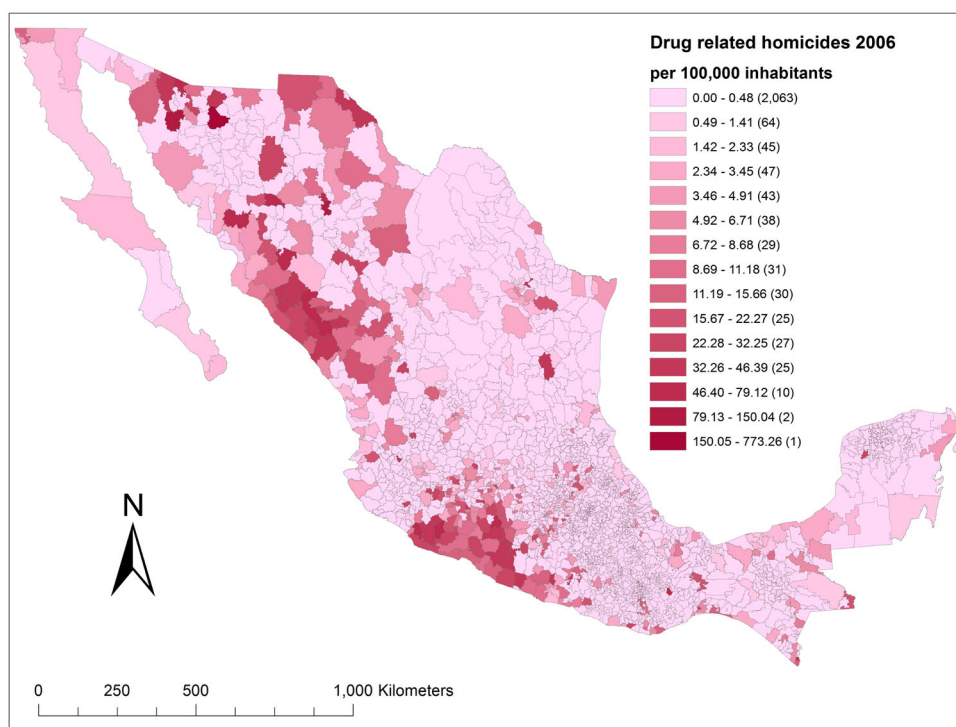 Drug related homicides 2006
per 100,000 inhabitants
0.00 - 0.48 (2,063)
0.49 - 1.41 (64)
1.42 - 2.33 (45)
2.34 - 3.45 (47)
3.46 - 4.91 (43)
4.92 - 6.71 (38)
6.72 - 8.68 (29)
8.69 - 11.18 (31)
11.19 - 15.66 (30)
15.67 - 22.27 (25)
22.28 - 32.25 (27)
32.26 - 46.39 (25)
46.40 - 79.12 (10)
79.13 - 150.04 (2)
150.05 - 773.26 (1)
N
0 250 500 1,000 Kilometers